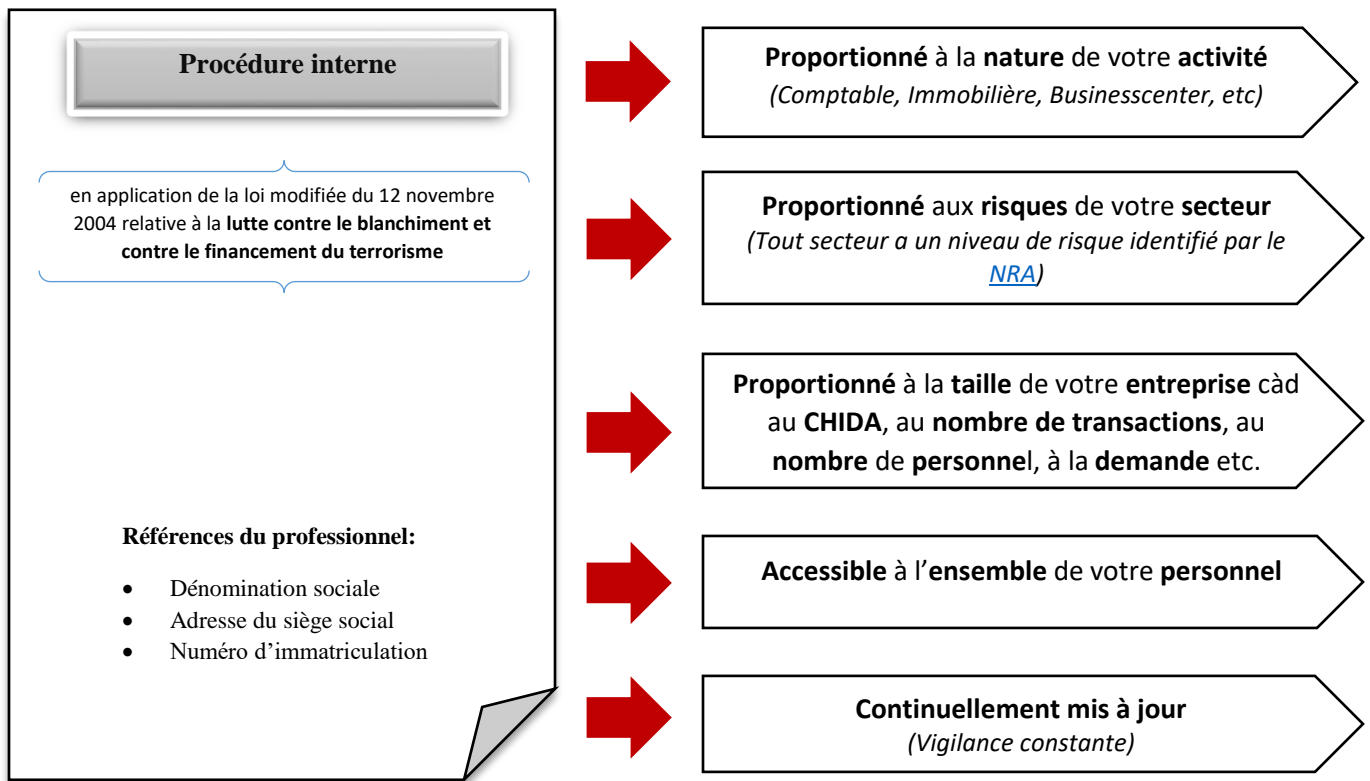 Procédure interne
en application de la loi modifiée du 12 novembre
2004 relative à la lutte contre le blanchiment et
contre le financement du terrorisme
Références du professionnel:
• Dénomination sociale
• Adresse du siège social
• Numéro d’immatriculation
Proportionné à la nature de votre activité
(Comptable, Immobilière, Businesscenter, etc)
Proportionné aux risques de votre secteur
(Tout secteur a un niveau de risque identifié par le
NRA)
Proportionné à la taille de votre entreprise càd
au CHIDA, au nombre de transactions, au
nombre de personnel, à la demande etc.
Accessible à l’ensemble de votre personnel
Continuellement mis à jour
(Vigilance constante)